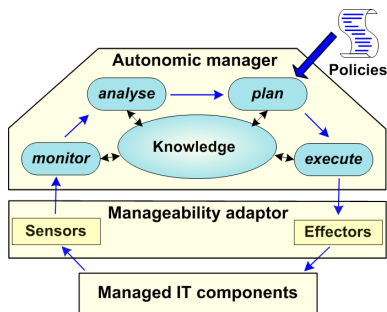 Autonomic manager
Policies
analyse
plan
Knowledge
monitor
execute
Manageability adaptor
Sensors
Effectors
Managed IT components